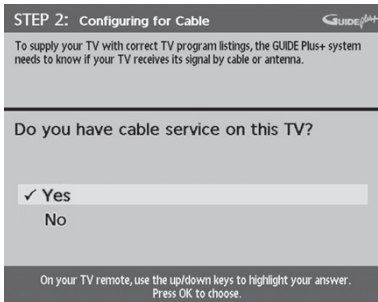 STEP 2: Configuring for Cable
GUIDE plus+
To supply your TV with correct TV program listings, the GUIDE Plus+ system
needs to know if your TV receives its signal by cable or antenna.
Do you have cable service on this TV?
✓ Yes
No
On your TV remote, use the up/down keys to highlight your answer.
Press OK to choose.